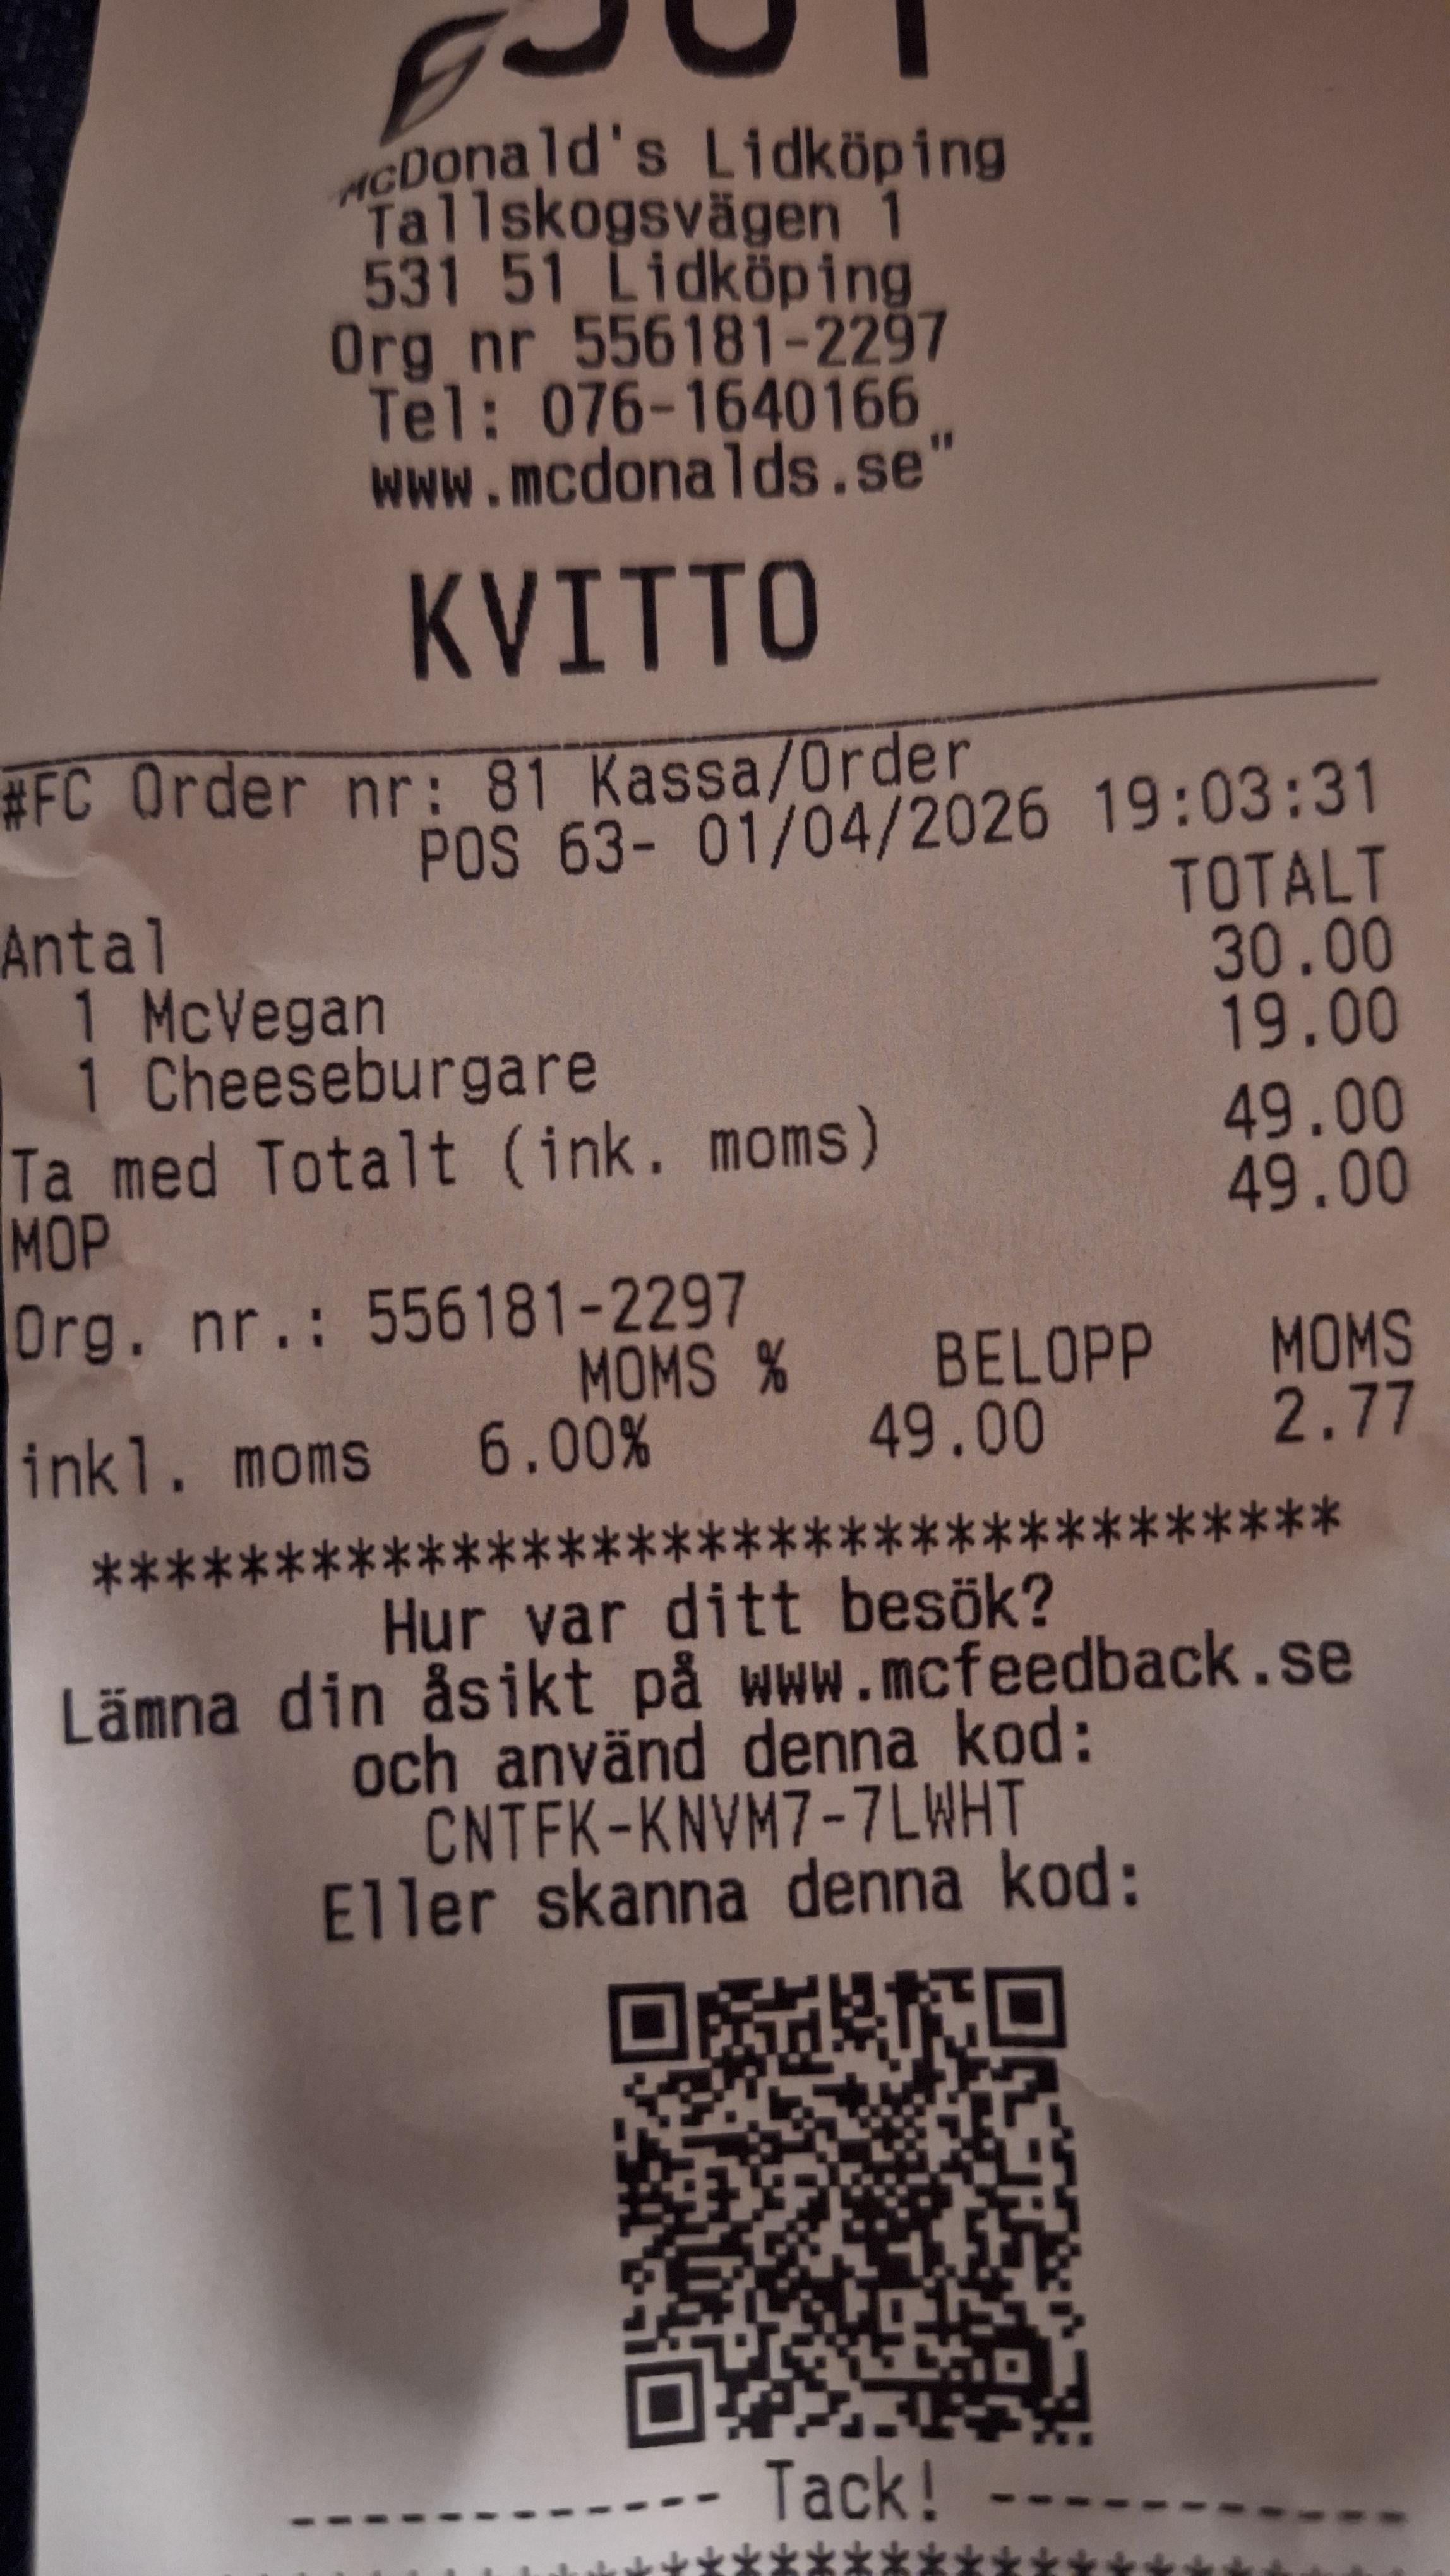 McDonald's Lidköping
Tallskogsvägen 1
531 51 Lidköping
Org nr 556181-2297
Tel: 076-1640166
www.mcdonalds.se"
KVITTO
#FC Order nr: 81 Kassa/Order
POS 63- 01/04/2026 19:03:31
Antal TOTALT
1 McVegan 30.00
1 Cheeseburgare 19.00
Ta med Totalt (ink. moms) 49.00
MOP 49.00
Org. nr.: 556181-2297
MOMS % BELOPP MOMS
inkl. moms 6.00% 49.00 2.77
***********************************
Hur var ditt besök?
Lämna din åsikt på www.mcfeedback.se
och använd denna kod:
CNTFK-KNVM7-7LWHT
Eller skanna denna kod:
------------ Tack! ------------